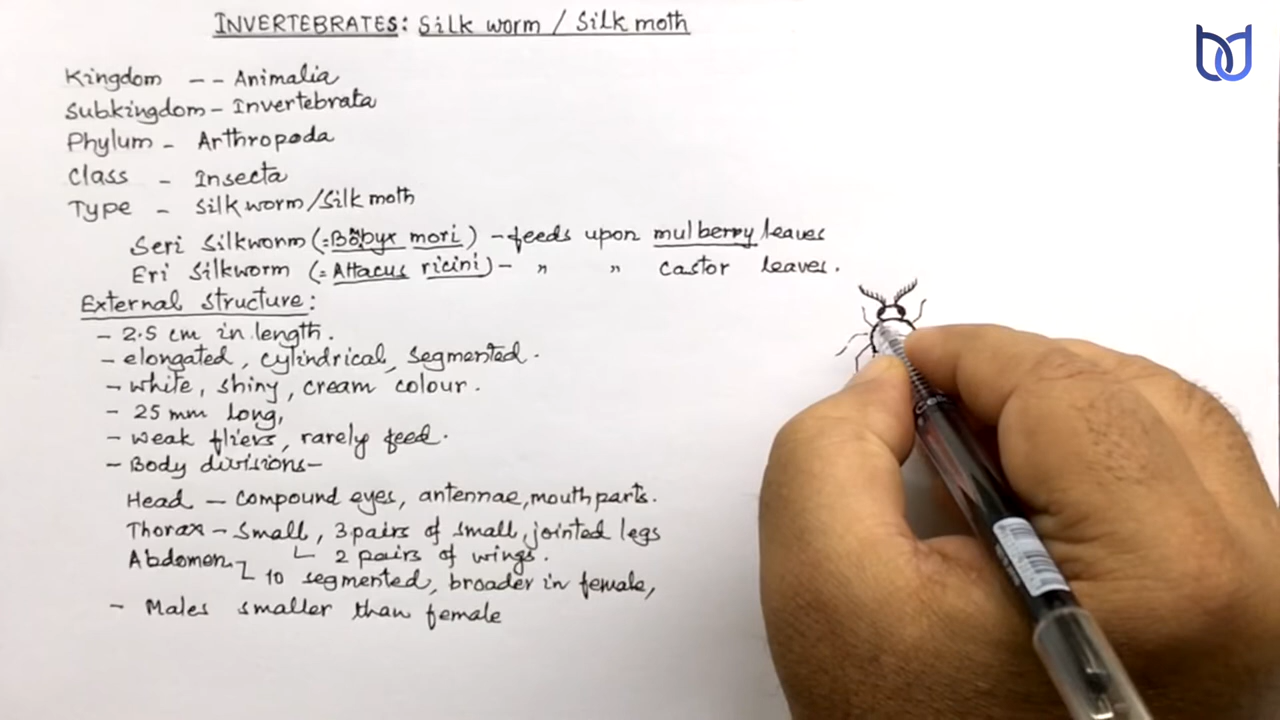 INVERTEBRATES: Silk worm / Silk moth
Kingdom -- Animalia
Subkingdom - Invertebrata
Phylum - Arthropoda
Class - Insecta
Type - Silk worm/Silk moth
Seri Silkworm (=Bobyx mori) - feeds upon mulberry leaves
Eri Silkworm (=Attacus ricini) - " " castor leaves.
External structure:
- 2.5 cm in length.
- elongated, cylindrical, segmented.
- white, shiny, cream colour.
- 25 mm long,
- weak fliers, rarely feed.
- Body divisions-
Head - compound eyes, antennae, mouth parts.
Thorax - small, 3 pairs of small, jointed legs
Abdomen 2 pairs of wings.
10 segmented, broader in female,
- Males smaller than female